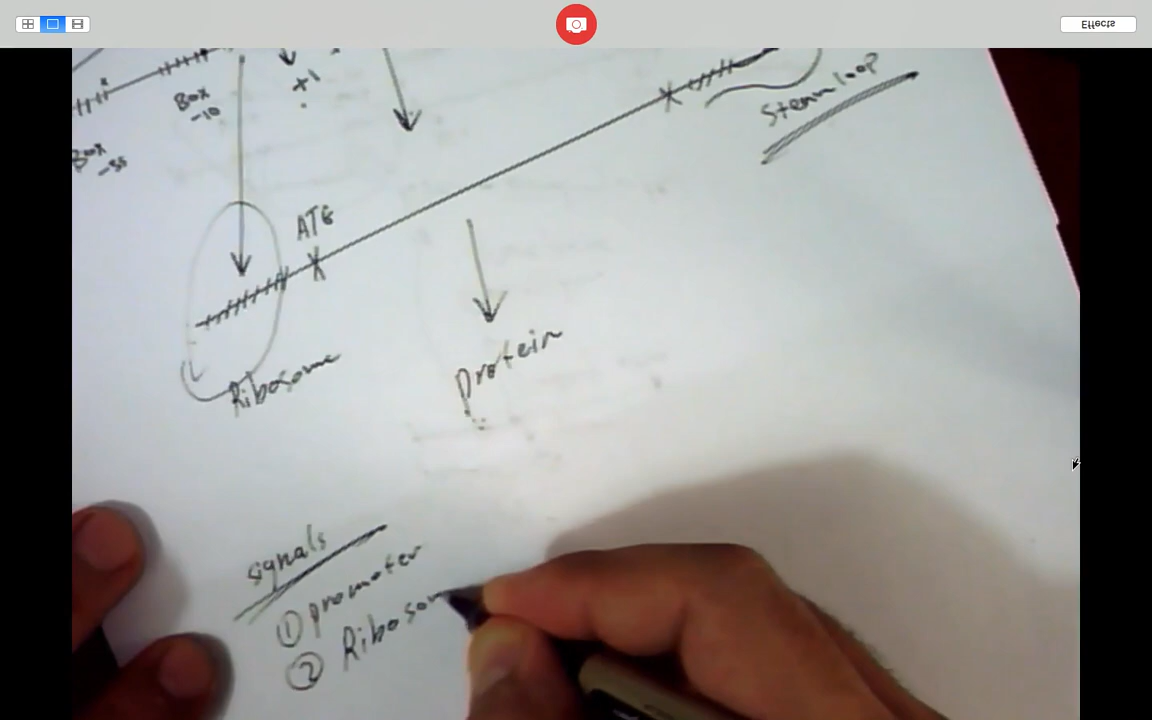 Effects
Box
-10
+1
Stem loop
Box
-35
ATG
Ribosome
Protein
signals
① promoter
② Ribosom